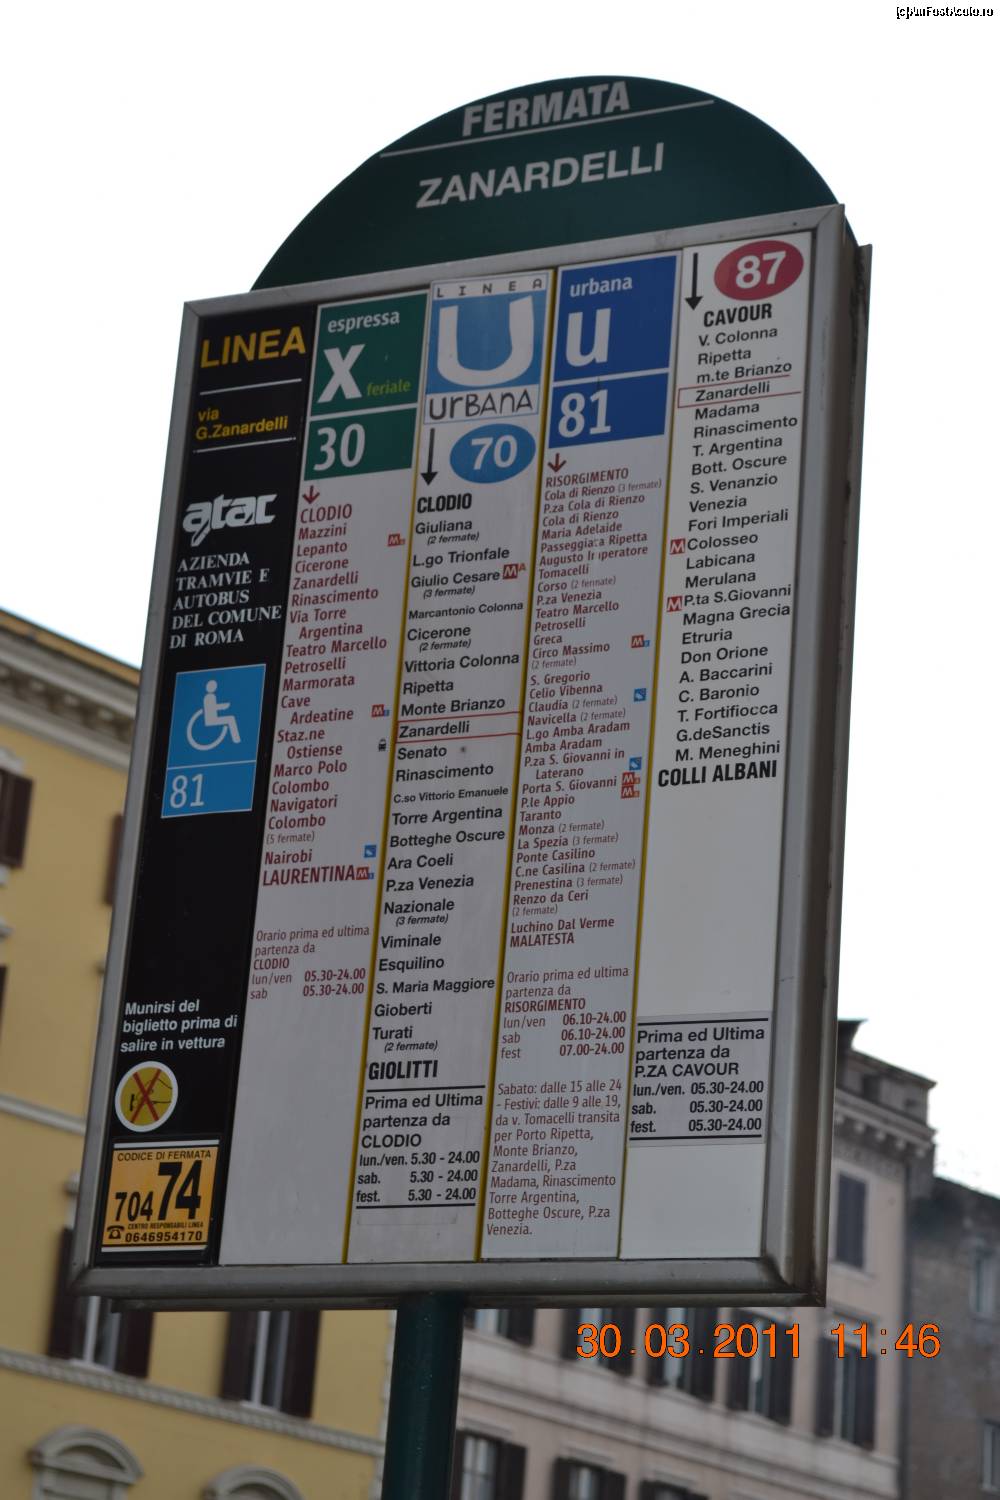 [c]AmFostAcolo.ro
FERMATA
ZANARDELLI
LINEA
via
G.Zanardelli
atac
AZIENDA
TRAMVIE E
AUTOBUS
DEL COMUNE
DI ROMA
81
Munirsi del
biglietto prima di
salire in vettura
CODICE DI FERMATA
70474
CENTRO RESPONSABILI LINEA
0646954170
espressa
x feriale
30
CLODIO
Mazzini
Lepanto M
Cicerone
Zanardelli
Rinascimento
Via Torre
Argentina
Teatro Marcello
Petroselli
Marmorata
Cave
Ardeatine M
Staz.ne
Ostiense
Marco Polo
Colombo
Navigatori
Colombo
(5 fermate)
Nairobi
LAURENTINA M
Orario prima ed ultima
partenza da
CLODIO
lun/ven 05.30-24.00
sab 05.30-24.00
LINEA
U
URBANA
70
CLODIO
Giuliana
(2 fermate)
L.go Trionfale
Giulio Cesare MA
(3 fermate)
Marcantonio Colonna
Cicerone
(2 fermate)
Vittoria Colonna
Ripetta
Monte Brianzo
Zanardelli
Senato
Rinascimento
C.so Vittorio Emanuele
Torre Argentina
Botteghe Oscure
Ara Coeli
P.za Venezia
Nazionale
(3 fermate)
Viminale
Esquilino
S. Maria Maggiore
Gioberti
Turati
(2 fermate)
GIOLITTI
Prima ed Ultima
partenza da
CLODIO
lun./ven. 5.30 - 24.00
sab. 5.30 - 24.00
fest. 5.30 - 24.00
urbana
u
81
RISORGIMENTO
Cola di Rienzo (3 fermate)
P.za Cola di Rienzo
Cola di Rienzo
Maria Adelaide
Passeggiata Ripetta
Augusto Imperatore
Tomacelli
Corso (2 fermate)
P.za Venezia
Teatro Marcello
Petroselli
Greca
Circo Massimo M
(2 fermate)
S. Gregorio
Celio Vibenna
Claudia (2 fermate)
Navicella (2 fermate)
L.go Amba Aradam
Amba Aradam
P.za S. Giovanni in
Laterano
Porta S. Giovanni M
P.le Appio M
Taranto
Monza (2 fermate)
La Spezia (3 fermate)
Ponte Casilino
C.ne Casilina (2 fermate)
Prenestina (3 fermate)
Renzo da Ceri
(2 fermate)
Luchino Dal Verme
MALATESTA
Orario prima ed ultima
partenza da
RISORGIMENTO
lun/ven 06.10-24.00
sab 06.10-24.00
fest 07.00-24.00
Sabato: dalle 15 alle 24
- Festivi: dalle 9 alle 19,
da v. Tomacelli transita
per Porto Ripetta,
Monte Brianzo,
Zanardelli, P.za
Madama, Rinascimento
Torre Argentina,
Botteghe Oscure, P.za
Venezia.
87
CAVOUR
V. Colonna
Ripetta
m.te Brianzo
Zanardelli
Madama
Rinascimento
T. Argentina
Bott. Oscure
S. Venanzio
Venezia
Fori Imperiali
M Colosseo
Labicana
Merulana
M P.ta S.Giovanni
Magna Grecia
Etruria
Don Orione
A. Baccarini
C. Baronio
T. Fortifiocca
G.deSanctis
M. Meneghini
COLLI ALBANI
Prima ed Ultima
partenza da
P.ZA CAVOUR
lun./ven. 05.30-24.00
sab. 05.30-24.00
fest. 05.30-24.00
30.03.2011 11:46